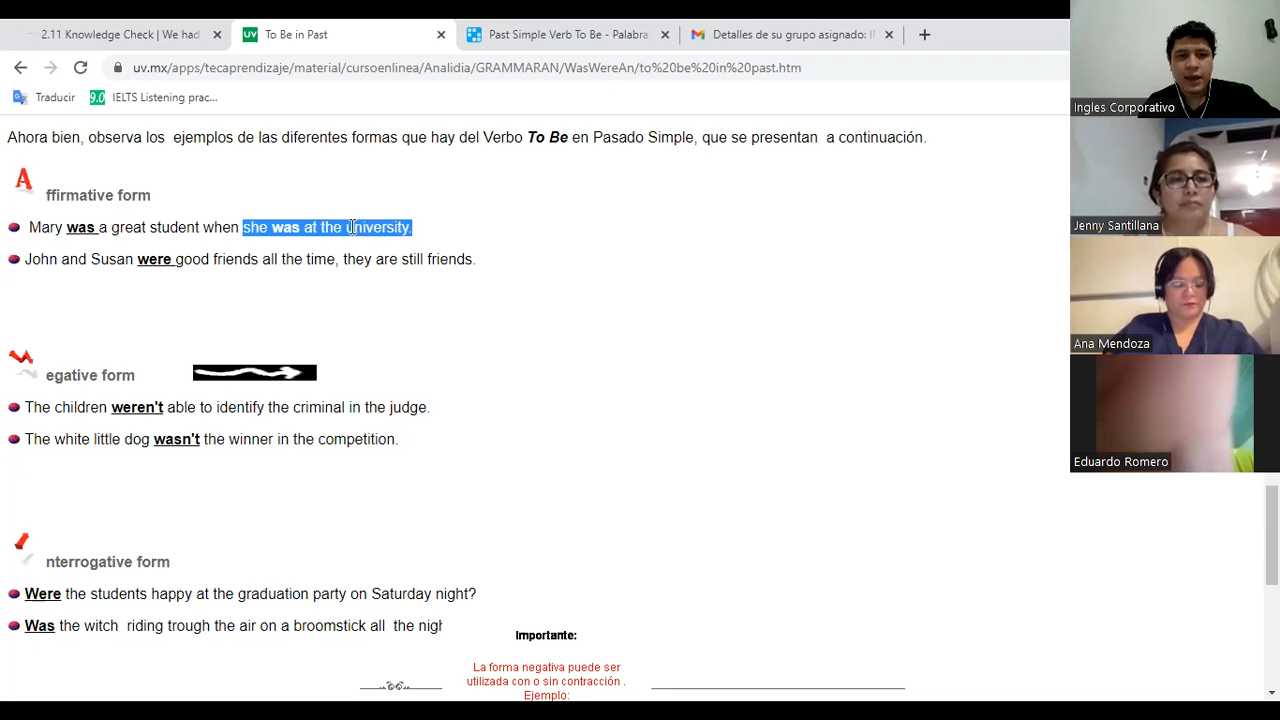 2.11 Knowledge Check | We had
To Be in Past
Past Simple Verb To Be - Palabra
Detalles de su grupo asignado: I
uv.mx/apps/tecaprendizaje/material/cursoenlinea/Analidia/GRAMMARAN/WasWereAn/to%20be%20in%20past.htm
Traducir
9.0 IELTS Listening prac...
Ahora bien, observa los ejemplos de las diferentes formas que hay del Verbo To Be en Pasado Simple, que se presentan a continuación.
Affirmative form
Mary was a great student when she was at the university.
John and Susan were good friends all the time, they are still friends.
Negative form
The children weren't able to identify the criminal in the judge.
The white little dog wasn't the winner in the competition.
Interrogative form
Were the students happy at the graduation party on Saturday night?
Was the witch riding trough the air on a broomstick all the nigh
Importante:
La forma negativa puede ser
utilizada con o sin contracción .
Ejemplo:
Ingles Corporativo
Jenny Santillana
Ana Mendoza
Eduardo Romero